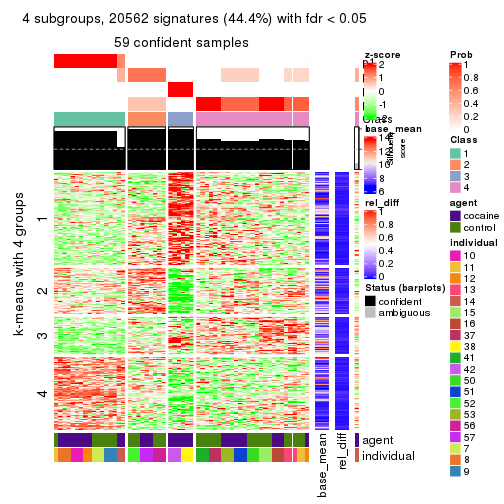 4 subgroups, 20562 signatures (44.4%) with fdr < 0.05
59 confident samples
k-means with 4 groups
1
2
3
4
p1
Class
Silhouette
score
agent
individual
base_mean
rel_diff
z-score
2
1
0
-1
-2
base_mean
14
12
10
8
6
rel_diff
1
0.8
0.6
0.4
0.2
0
Status (barplots)
confident
ambiguous
Prob
1
0.8
0.6
0.4
0.2
0
Class
1
2
3
4
agent
cocaine
control
individual
10
11
12
13
14
15
16
37
38
41
42
50
51
52
53
56
57
7
8
9